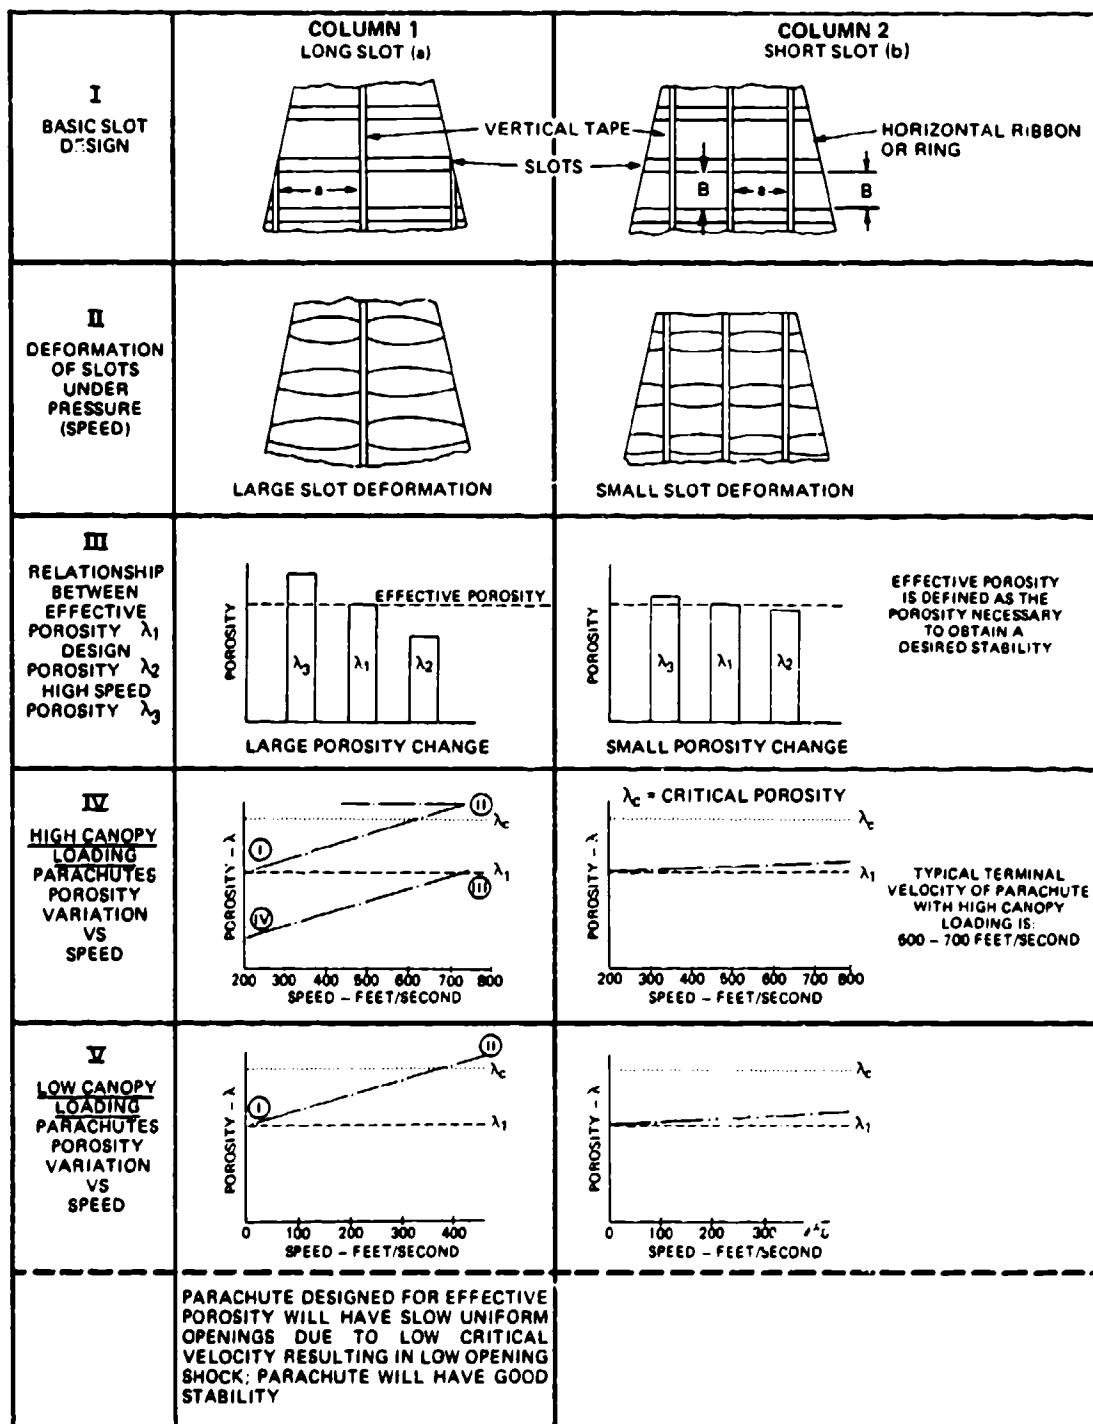 COLUMN 1
LONG SLOT (a)
COLUMN 2
SHORT SLOT (b)
I
BASIC SLOT
DESIGN
VERTICAL TAPE
SLOTS
HORIZONTAL RIBBON
OR RING
a
B
a
B
II
DEFORMATION
OF SLOTS
UNDER
PRESSURE
(SPEED)
LARGE SLOT DEFORMATION
SMALL SLOT DEFORMATION
III
RELATIONSHIP
BETWEEN
EFFECTIVE
POROSITY λ1
DESIGN
POROSITY λ2
HIGH SPEED
POROSITY λ3
POROSITY
EFFECTIVE POROSITY
λ3
λ1
λ2
LARGE POROSITY CHANGE
POROSITY
λ3
λ1
λ2
SMALL POROSITY CHANGE
EFFECTIVE POROSITY
IS DEFINED AS THE
POROSITY NECESSARY
TO OBTAIN A
DESIRED STABILITY
IV
HIGH CANOPY
LOADING
PARACHUTES
POROSITY
VARIATION
VS
SPEED
POROSITY – λ
I
II
λc
λ1
III
IV
200 300 400 500 600 700 800
SPEED – FEET/SECOND
λc = CRITICAL POROSITY
POROSITY – λ
λc
λ1
200 300 400 500 600 700 800
SPEED – FEET/SECOND
TYPICAL TERMINAL
VELOCITY OF PARACHUTE
WITH HIGH CANOPY
LOADING IS:
600 – 700 FEET/SECOND
V
LOW CANOPY
LOADING
PARACHUTES
POROSITY
VARIATION
VS
SPEED
POROSITY – λ
I
II
λc
λ1
0 100 200 300 400
SPEED – FEET/SECOND
POROSITY – λ
λc
λ1
0 100 200 300
SPEED – FEET/SECOND
PARACHUTE DESIGNED FOR EFFECTIVE
POROSITY WILL HAVE SLOW UNIFORM
OPENINGS DUE TO LOW CRITICAL
VELOCITY RESULTING IN LOW OPENING
SHOCK; PARACHUTE WILL HAVE GOOD
STABILITY